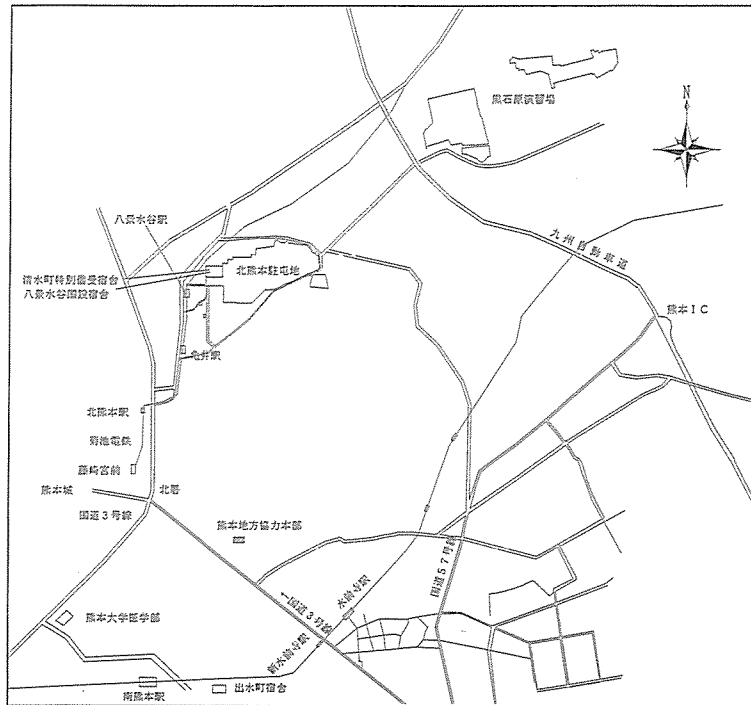 黒石原演習場
N
八景水谷駅
九州自動車道
北熊本駐屯地
清水町特別借受宿舎
八景水谷国設宿舎
熊本IC
亀井駅
北熊本駅
菊池電鉄
藤崎宮前
熊本城
北署
国道3号線
熊本地方協力本部
国道57号線
←国道3号線
水前寺駅
熊本大学医学部
新水前寺駅
南熊本駅
出水町宿舎